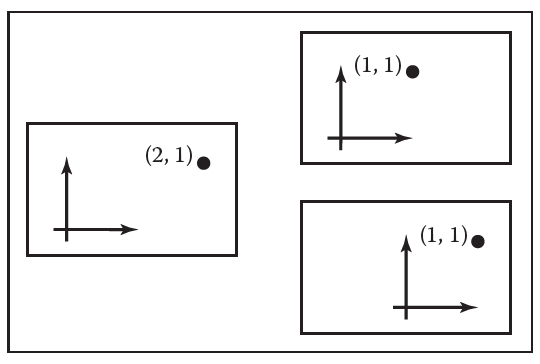 (1, 1)
(2, 1)
(1, 1)